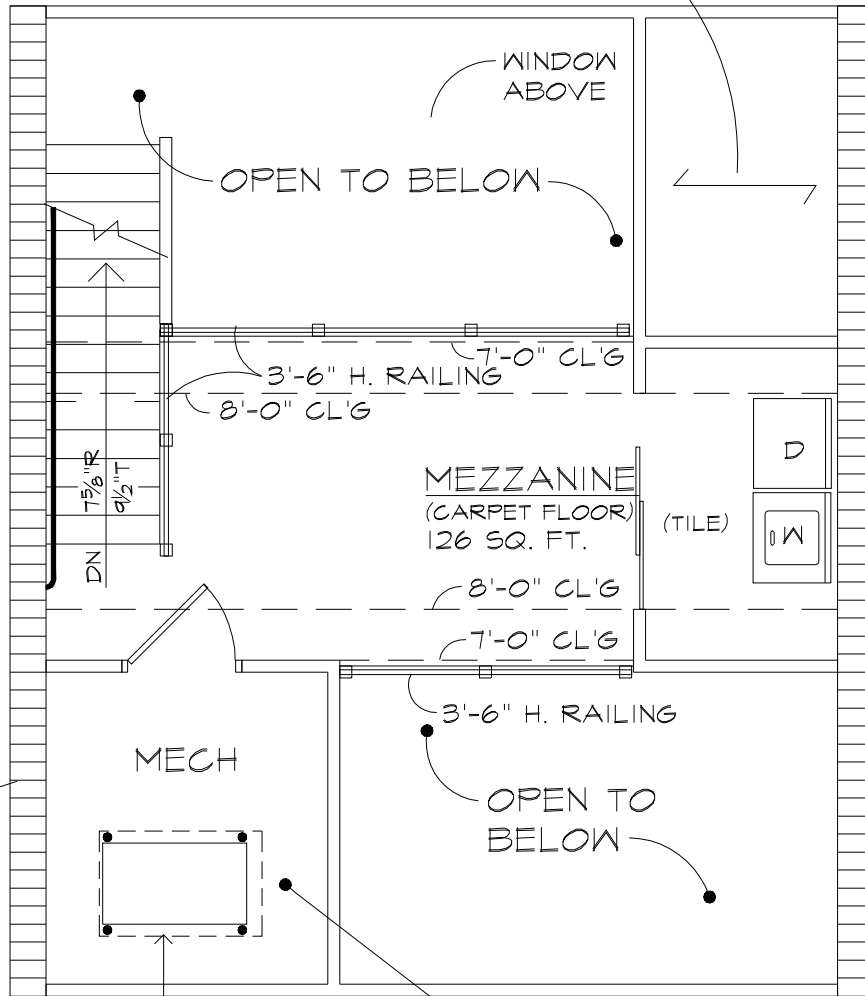 WINDOW
ABOVE
OPEN TO BELOW
7'-0" CL'G
3'-6" H. RAILING
8'-0" CL'G
DN
7⅝"R
9½"T
MEZZANINE
(CARPET FLOOR)
126 SQ. FT.
(TILE)
D
W
8'-0" CL'G
7'-0" CL'G
3'-6" H. RAILING
MECH
OPEN TO
BELOW